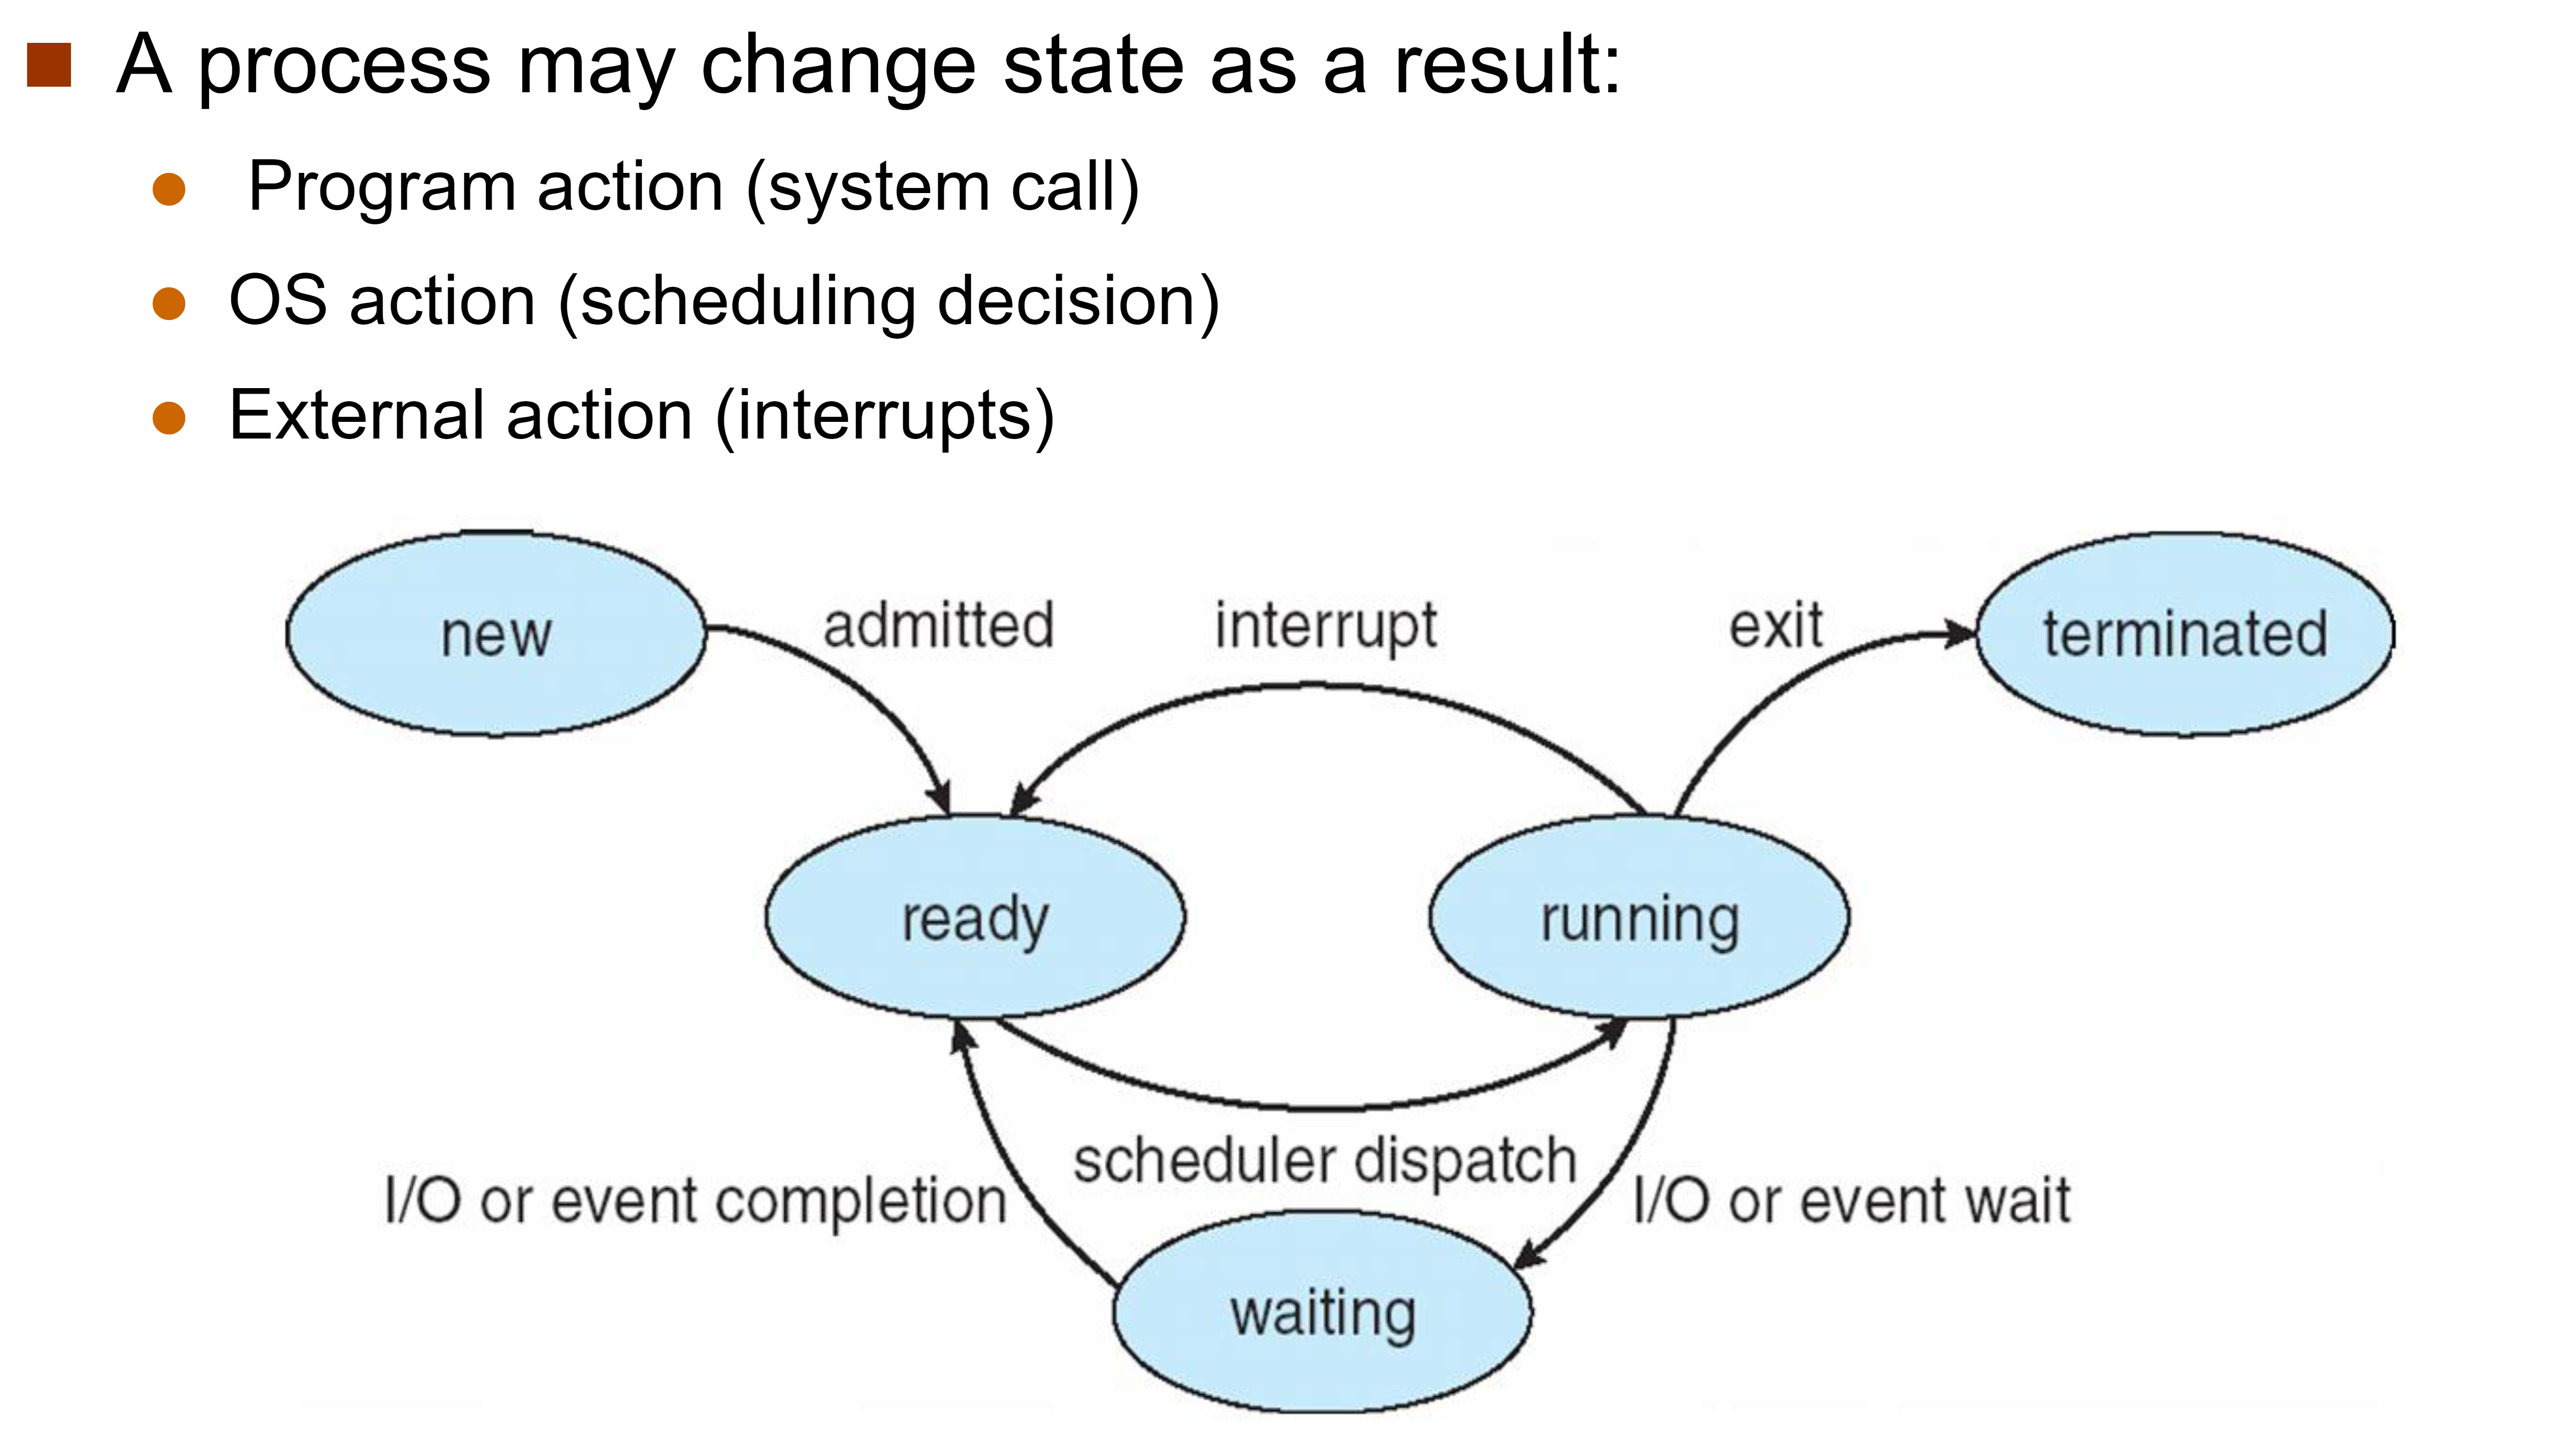 A process may change state as a result:
Program action (system call)
OS action (scheduling decision)
External action (interrupts)
new
admitted
interrupt
exit
terminated
ready
running
scheduler dispatch
I/O or event completion
I/O or event wait
waiting